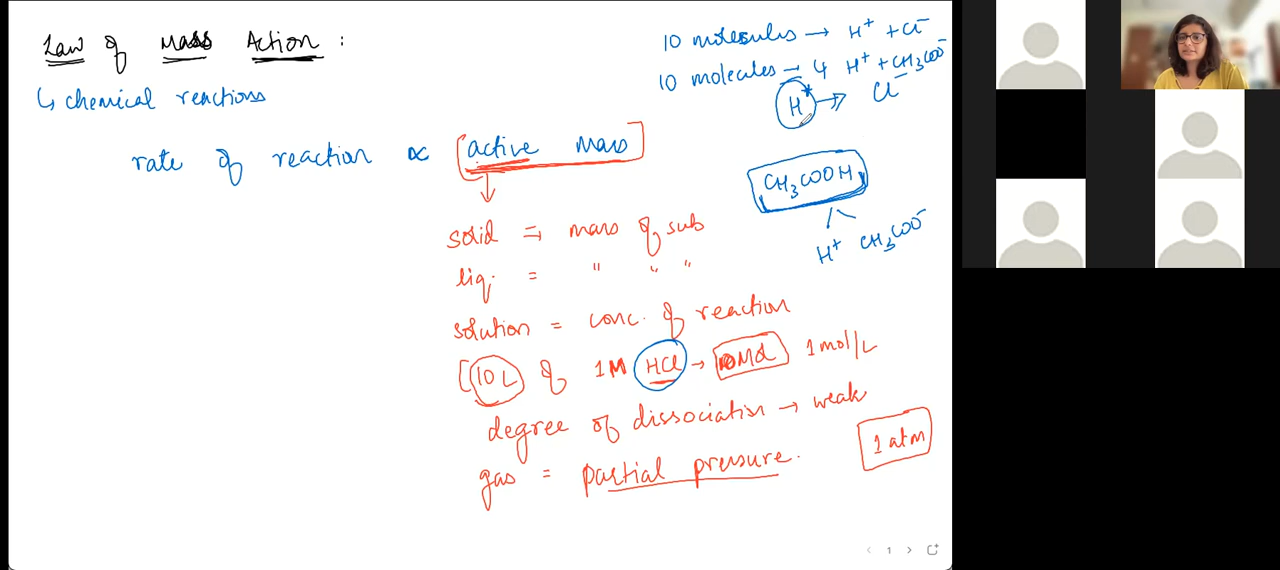 Law of Mass Action :
↳ chemical reactions
rate of reaction ∝ [active mass]
solid ⇒ mass of sub
liq. = " " "
solution = conc. of reaction
[10 L of 1M HCl → 1 mol/L
degree of dissociation → weak
gas = partial pressure.
1 atm
10 molecules → H⁺ + Cl⁻
10 molecules → 4 H⁺ + CH₃COO⁻
H⁺ → Cl⁻
CH₃COOH
H⁺ CH₃COO⁻
1